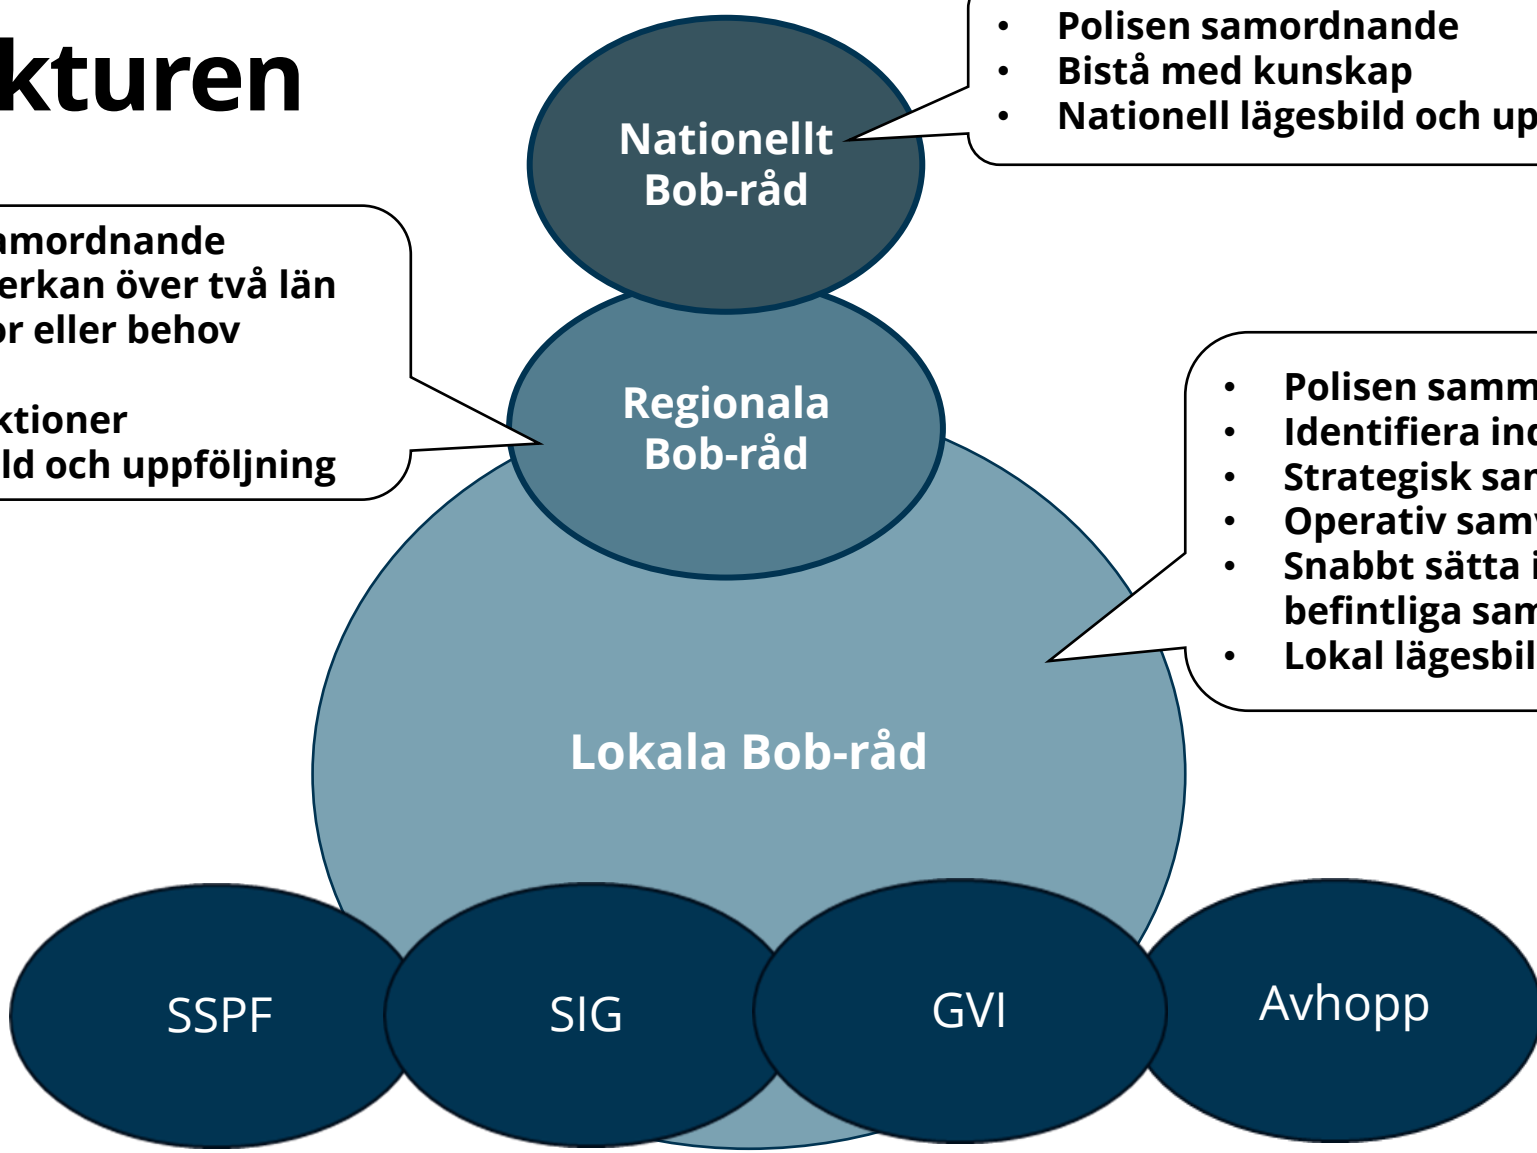 kturen
• Polisen samordnande
• Bistå med kunskap
• Nationell lägesbild och up
Nationellt
Bob-råd
amordnande
erkan över två län
or eller behov
ktioner
ld och uppföljning
Regionala
Bob-råd
• Polisen samm
• Identifiera ind
• Strategisk sam
• Operativ samv
• Snabbt sätta i
befintliga sam
• Lokal lägesbil
Lokala Bob-råd
SSPF
SIG
GVI
Avhopp